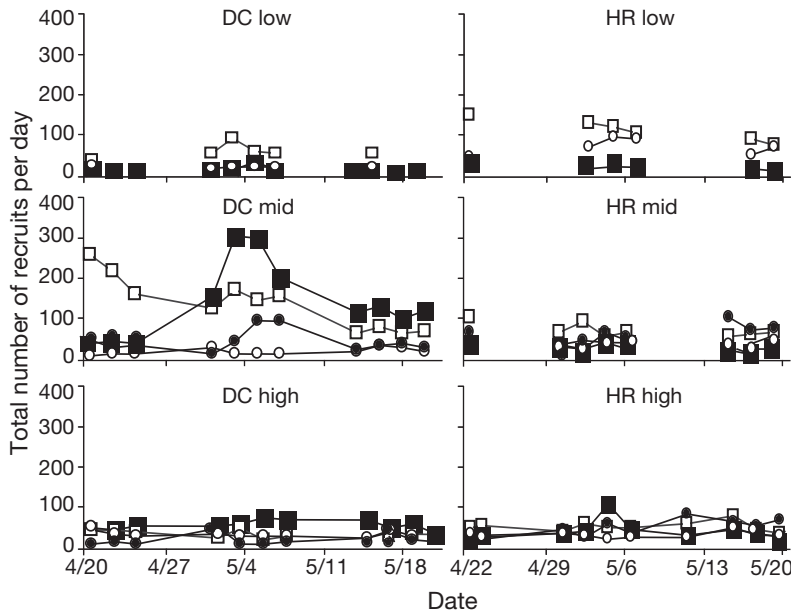 DC low
HR low
400
300
200
100
0
DC mid
HR mid
400
300
200
100
0
DC high
HR high
400
300
200
100
0
4/20 4/27 5/4 5/11 5/18
4/22 4/29 5/6 5/13 5/20
Total number of recruits per day
Date